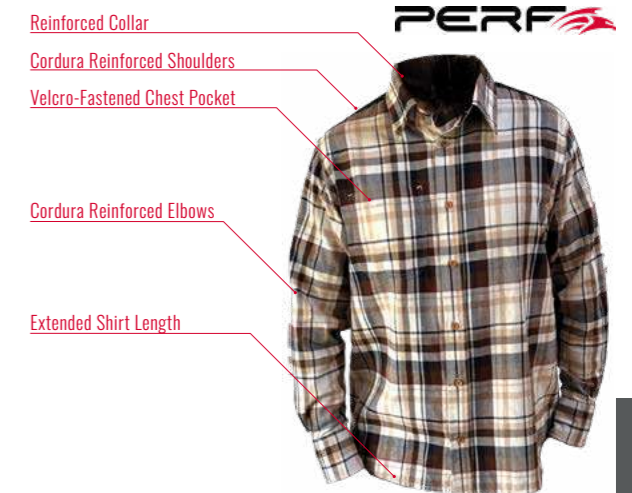 PERF
Reinforced Collar
Cordura Reinforced Shoulders
Velcro-Fastened Chest Pocket
Cordura Reinforced Elbows
Extended Shirt Length